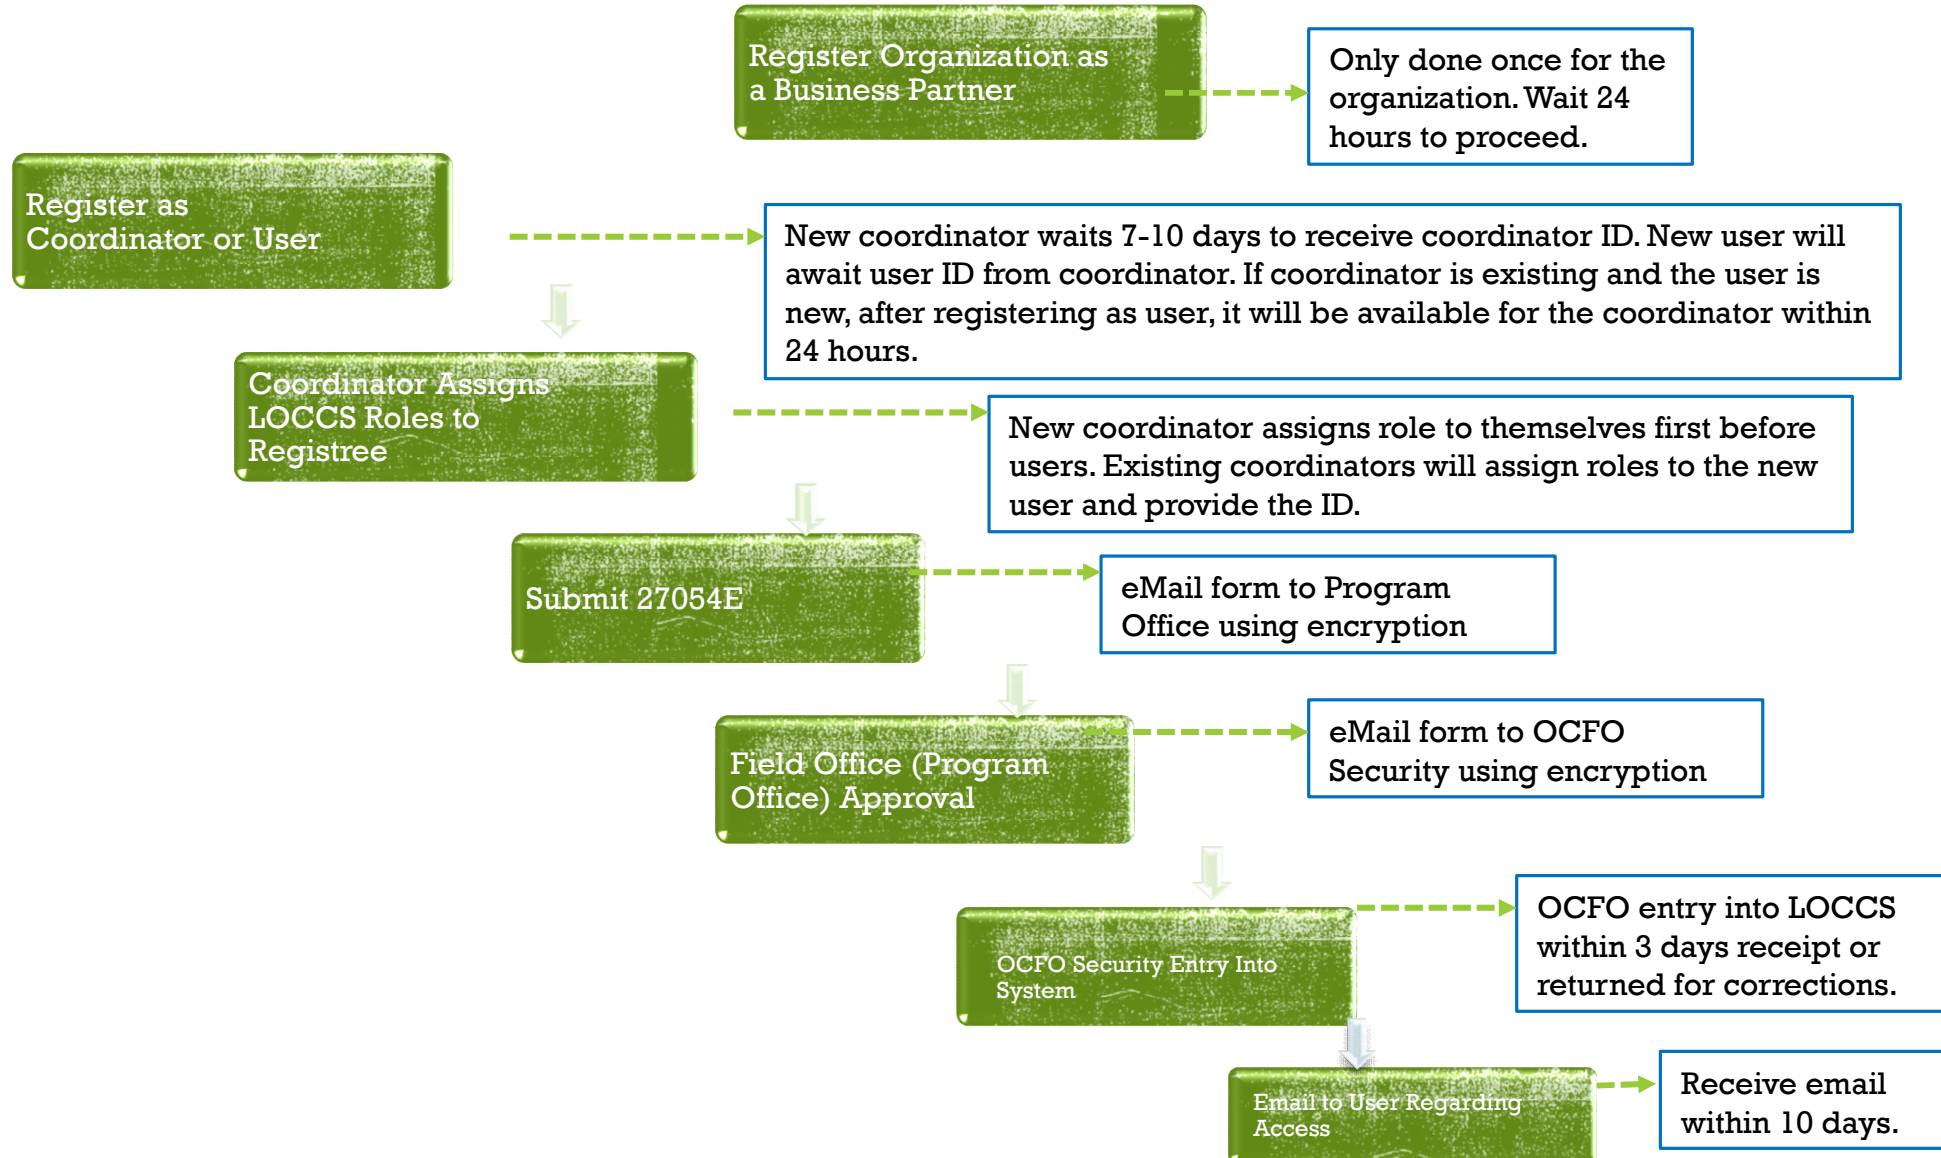 Register Organization as
a Business Partner
Only done once for the
organization. Wait 24
hours to proceed.
Register as
Coordinator or User
New coordinator waits 7-10 days to receive coordinator ID. New user will
await user ID from coordinator. If coordinator is existing and the user is
new, after registering as user, it will be available for the coordinator within
24 hours.
Coordinator Assigns
LOCCS Roles to
Registree
New coordinator assigns role to themselves first before
users. Existing coordinators will assign roles to the new
user and provide the ID.
Submit 27054E
eMail form to Program
Office using encryption
Field Office (Program
Office) Approval
eMail form to OCFO
Security using encryption
OCFO Security Entry Into
System
OCFO entry into LOCCS
within 3 days receipt or
returned for corrections.
Email to User Regarding
Access
Receive email
within 10 days.